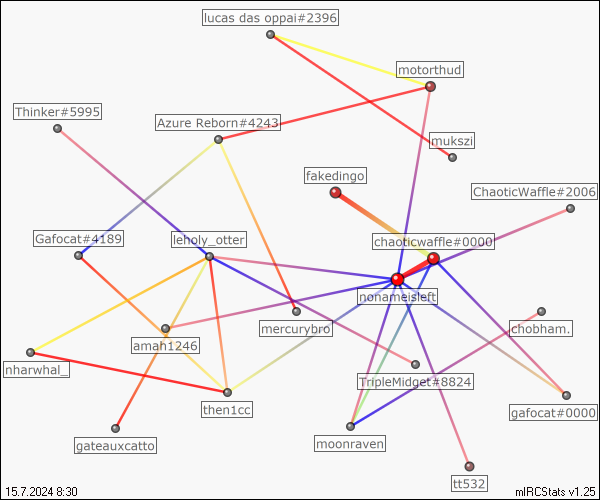 lucas das oppai#2396
motorthud
Thinker#5995
Azure Reborn#4243
mukszi
fakedingo
ChaoticWaffle#2006
Gafocat#4189
leholy_otter
chaoticwaffle#0000
nonameisleft
mercurybro
chobham.
amah1246
nharwhal_
TripleMidget#8824
then1cc
gafocat#0000
gateauxcatto
moonraven
tt532
15.7.2024 8:30
mIRCStats v1.25